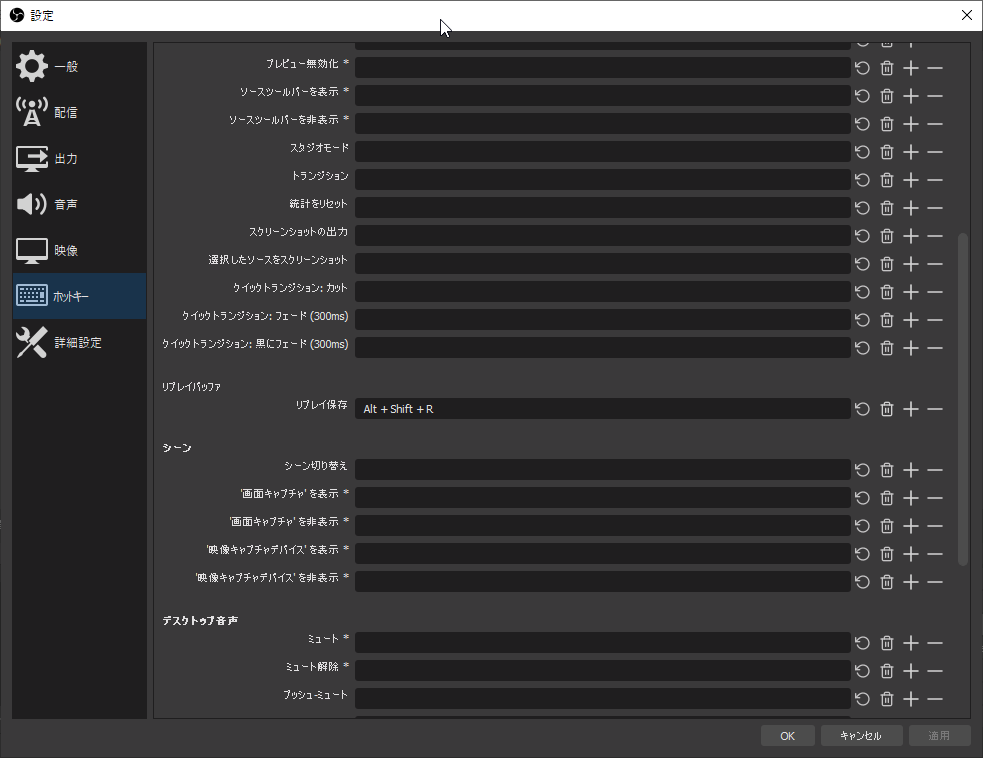 設定
一般
配信
出力
音声
映像
ホットキー
詳細設定
プレビュー無効化 *
ソースツールバーを表示 *
ソースツールバーを非表示 *
スタジオモード
トランジション
統計をリセット
スクリーンショットの出力
選択したソースをスクリーンショット
クイックトランジション: カット
クイックトランジション: フェード (300ms)
クイックトランジション: 黒にフェード (300ms)
リプレイバッファ
リプレイ保存 Alt + Shift + R
シーン
シーン切り替え
'画面キャプチャ' を表示 *
'画面キャプチャ' を非表示 *
'映像キャプチャデバイス' を表示 *
'映像キャプチャデバイス' を非表示 *
デスクトップ音声
ミュート *
ミュート解除 *
プッシュミュート
OK キャンセル 適用